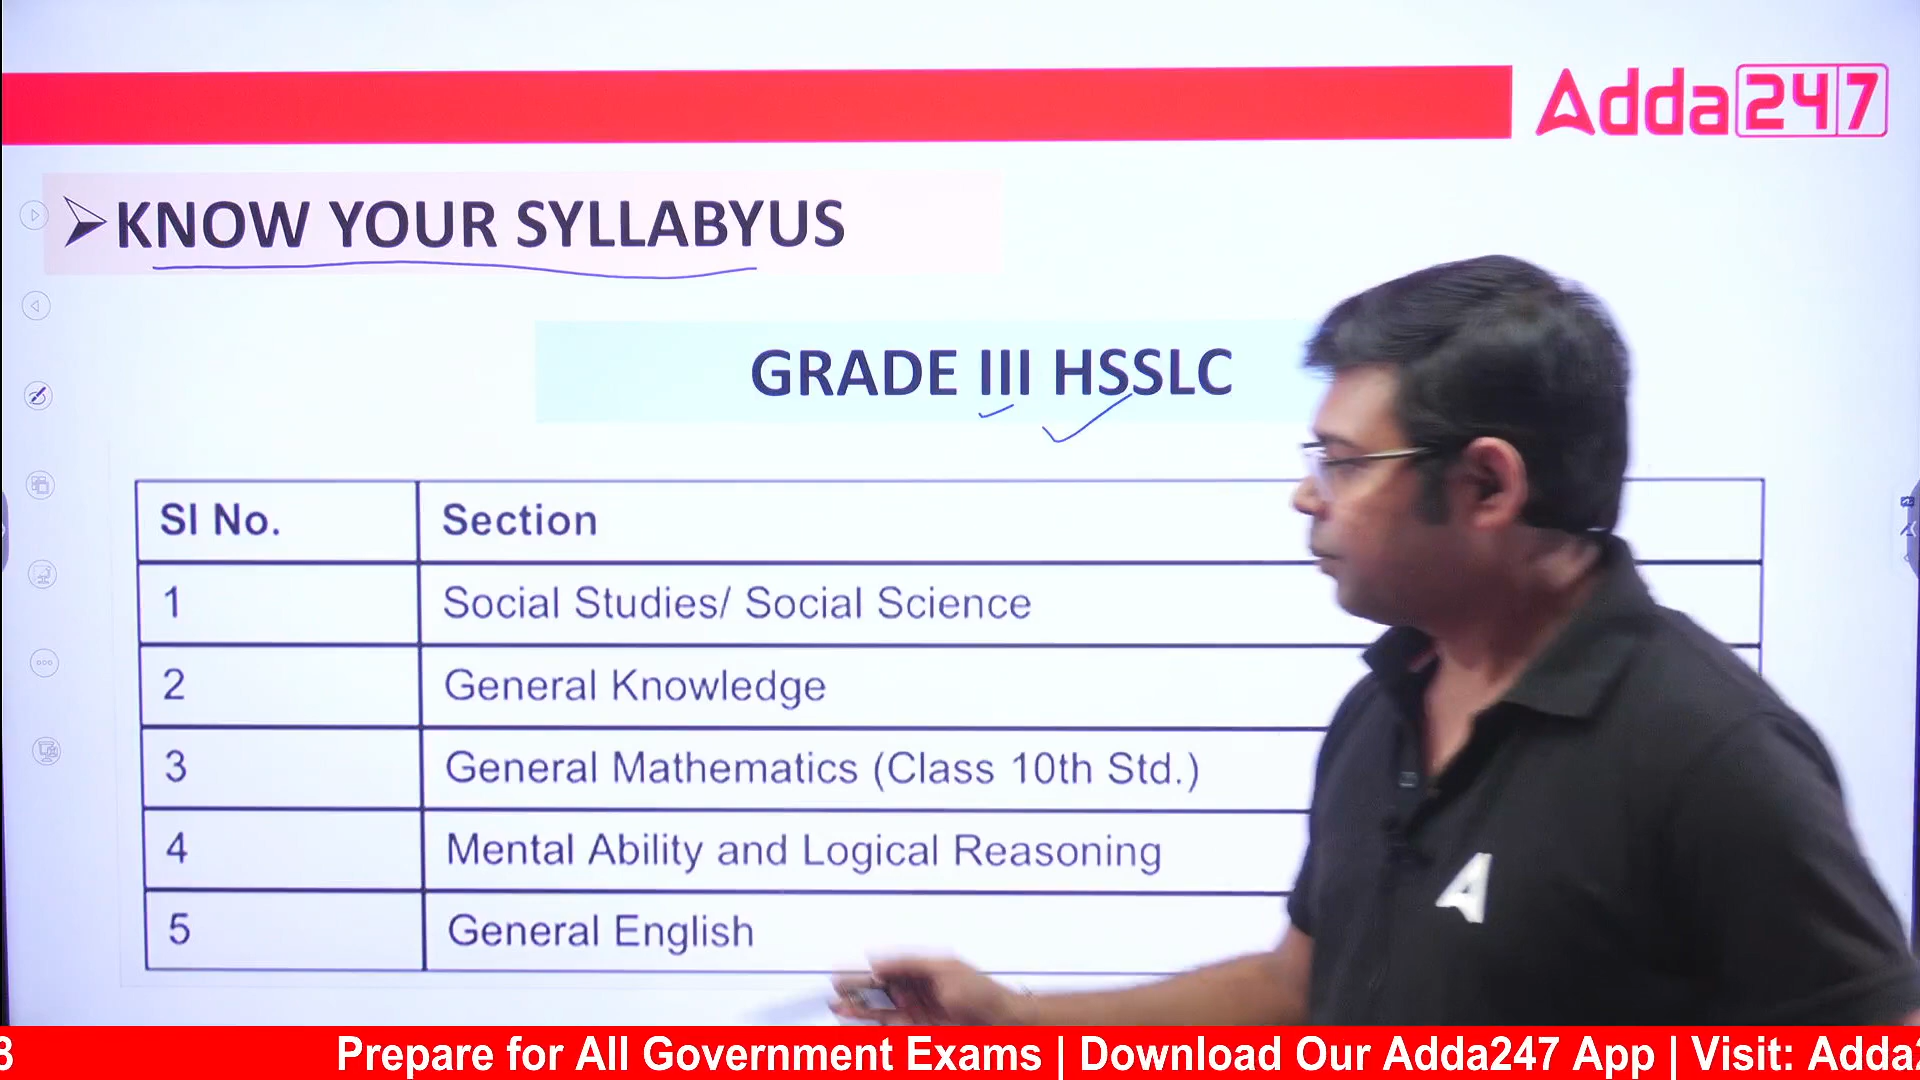 Adda247
KNOW YOUR SYLLABYUS
GRADE III HSSLC
SI No. Section
1 Social Studies/ Social Science
2 General Knowledge
3 General Mathematics (Class 10th Std.)
4 Mental Ability and Logical Reasoning
5 General English
3 Prepare for All Government Exams | Download Our Adda247 App | Visit: